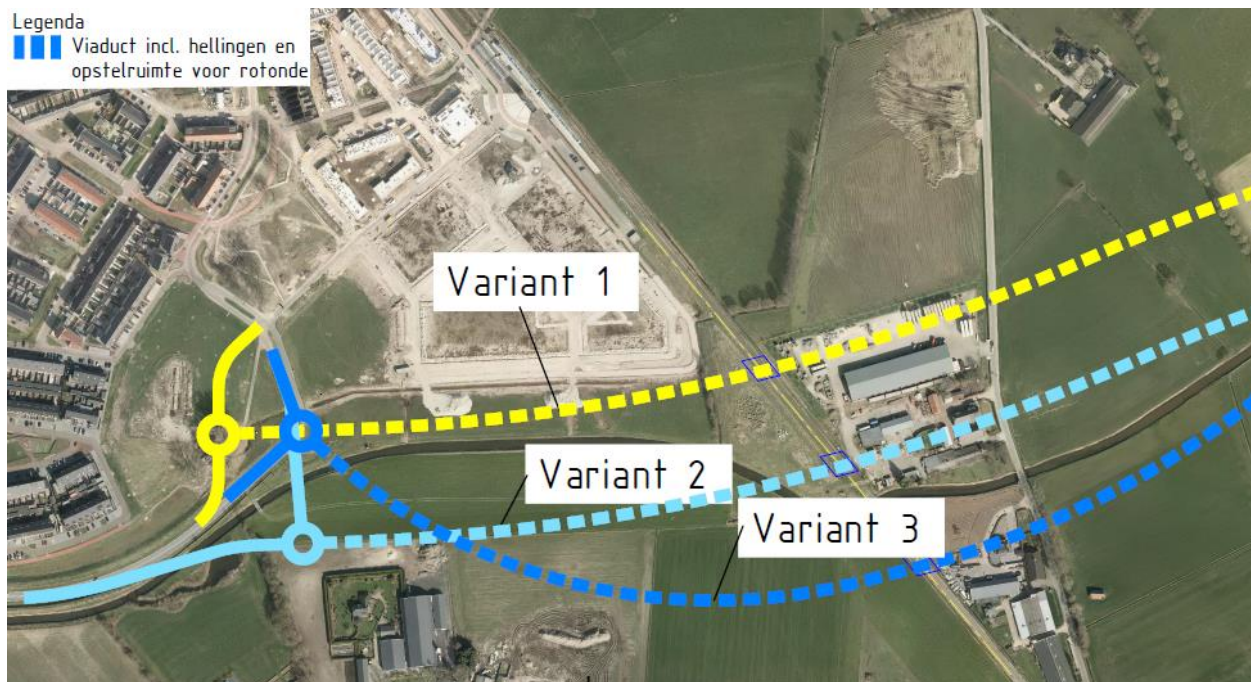 Legenda
Viaduct incl. hellingen en
opstelruimte voor rotonde
Variant 1
Variant 2
Variant 3